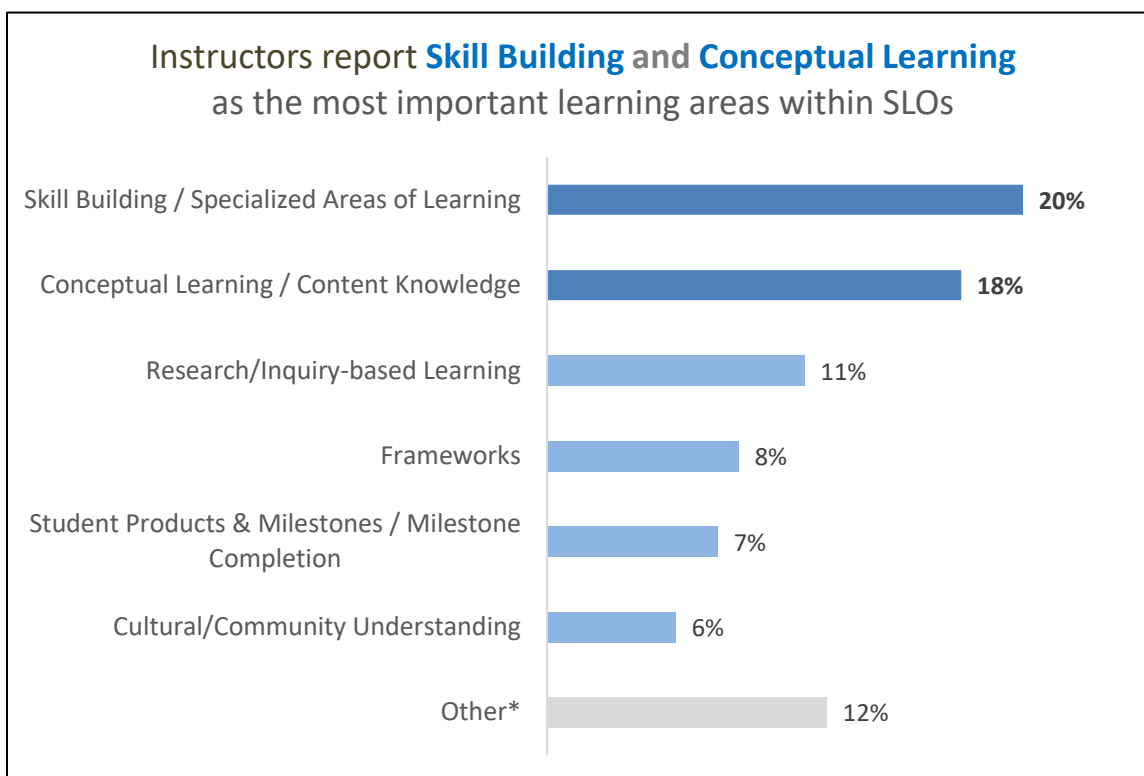 Instructors report Skill Building and Conceptual Learning
as the most important learning areas within SLOs
Skill Building / Specialized Areas of Learning
20%
Conceptual Learning / Content Knowledge
18%
Research/Inquiry-based Learning
11%
Frameworks
8%
Student Products & Milestones / Milestone
Completion
7%
Cultural/Community Understanding
6%
Other*
12%